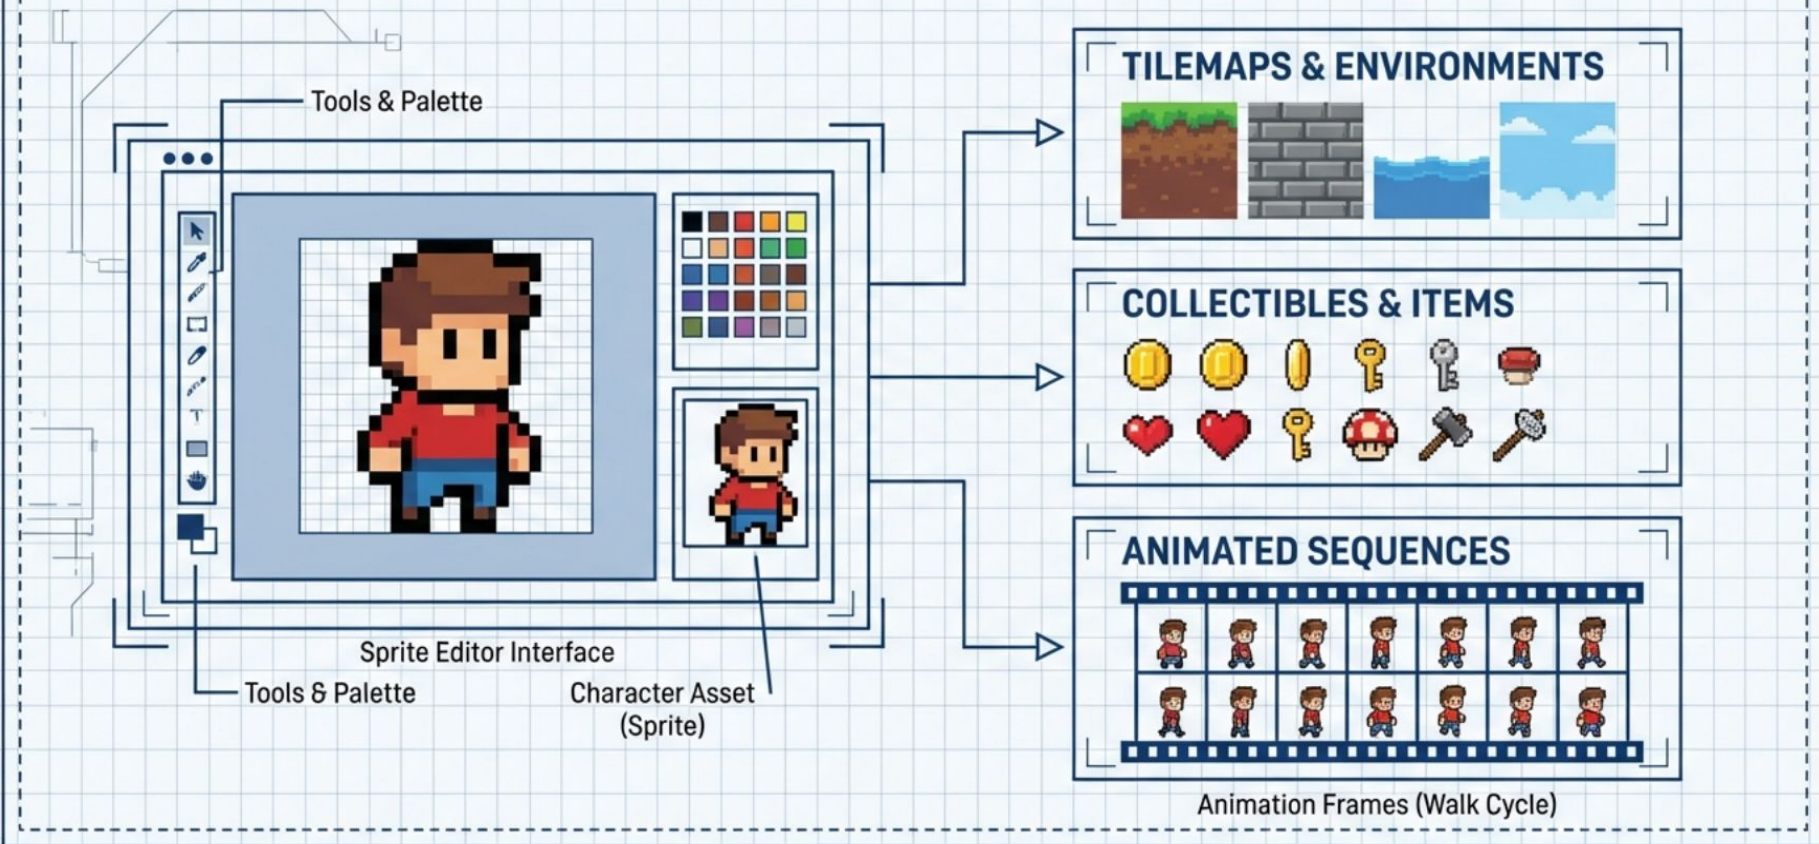 Tools & Palette
Sprite Editor Interface
Tools & Palette
Character Asset
(Sprite)
TILEMAPS & ENVIRONMENTS
COLLECTIBLES & ITEMS
ANIMATED SEQUENCES
Animation Frames (Walk Cycle)
T